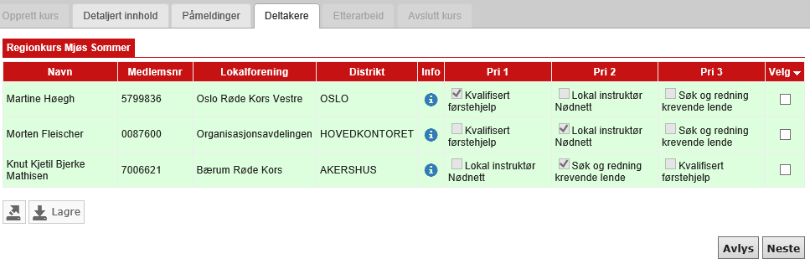 Opprett kurs Detaljert innhold Påmeldinger Deltakere Etterarbeid Avslutt kurs
Regionkurs Mjøs Sommer
Navn Medlemsnr Lokalforening Distrikt Info Pri 1 Pri 2 Pri 3 Velg
Martine Høegh 5799836 Oslo Røde Kors Vestre OSLO Kvalifisert førstehjelp Lokal instruktør Nødnett Søk og redning krevende lende
Morten Fleischer 0087600 Organisasjonsavdelingen HOVEDKONTORET Kvalifisert førstehjelp Lokal instruktør Nødnett Søk og redning krevende lende
Knut Kjetil Bjerke Mathisen 7006621 Bærum Røde Kors AKERSHUS Lokal instruktør Nødnett Søk og redning krevende lende Kvalifisert førstehjelp
Lagre
Avlys Neste